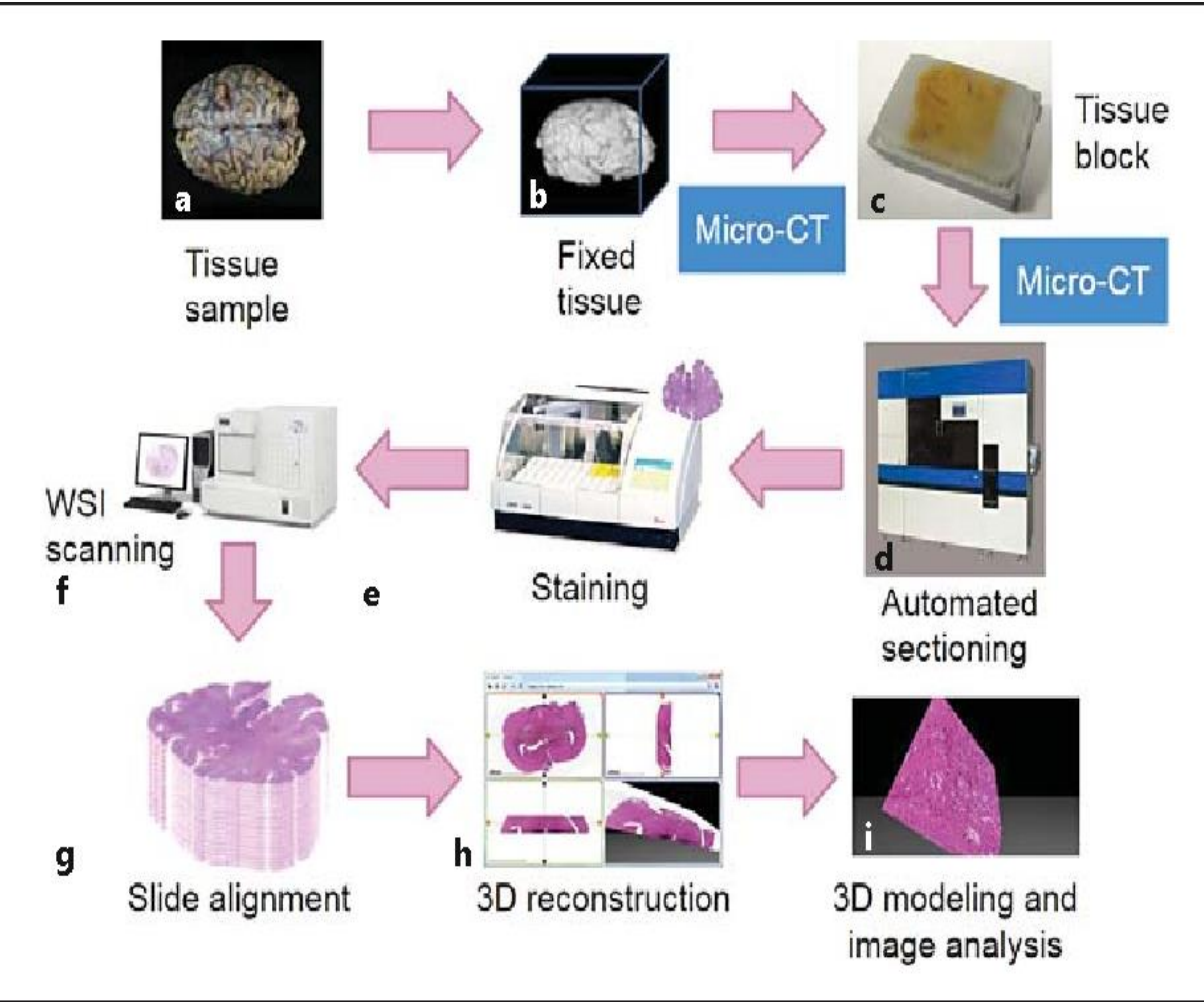 a
b
c
Tissue
block
Micro-CT
Tissue
sample
Fixed
tissue
Micro-CT
WSI
scanning
f
e
Staining
d
Automated
sectioning
g
h
i
Slide alignment
3D reconstruction
3D modeling and
image analysis